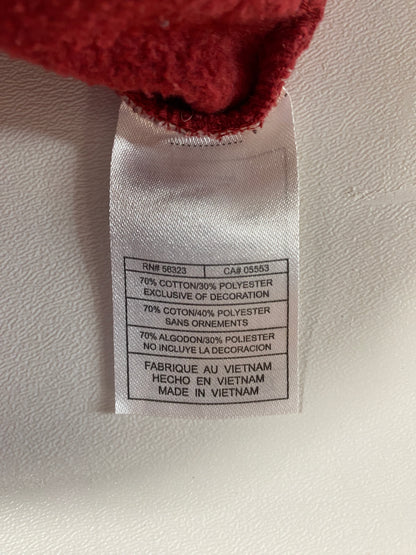 RN# 56323 CA# 05553
70% COTTON/30% POLYESTER
EXCLUSIVE OF DECORATION
70% COTON/40% POLYESTER
SANS ORNEMENTS
70% ALGODON/30% POLIESTER
NO INCLUYE LA DECORACION
FABRIQUE AU VIETNAM
HECHO EN VIETNAM
MADE IN VIETNAM